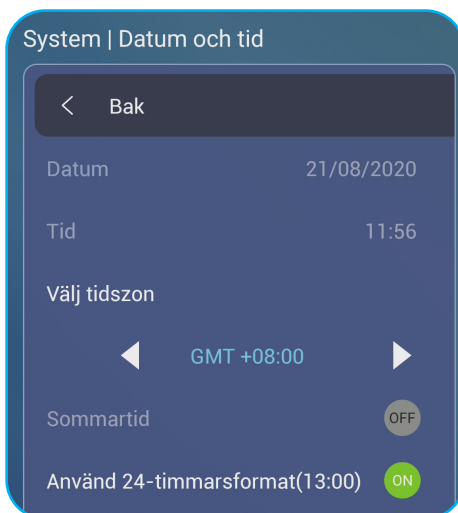 System | Datum och tid
Bak
Datum 21/08/2020
Tid 11:56
Välj tidszon
GMT +08:00
Sommartid OFF
Använd 24-timmarsformat(13:00) ON